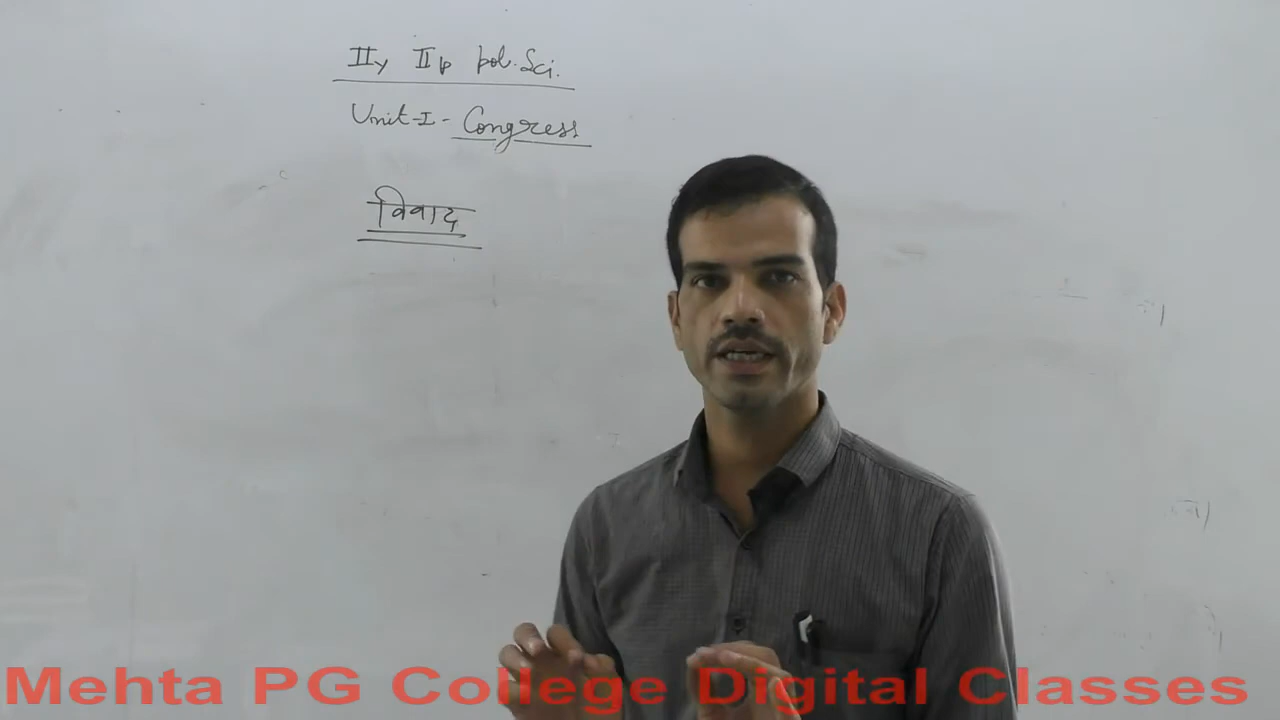 IIy IIp pol. Sci.
Unit-I- Congress
विवाद
Mehta PG College Digital Classes